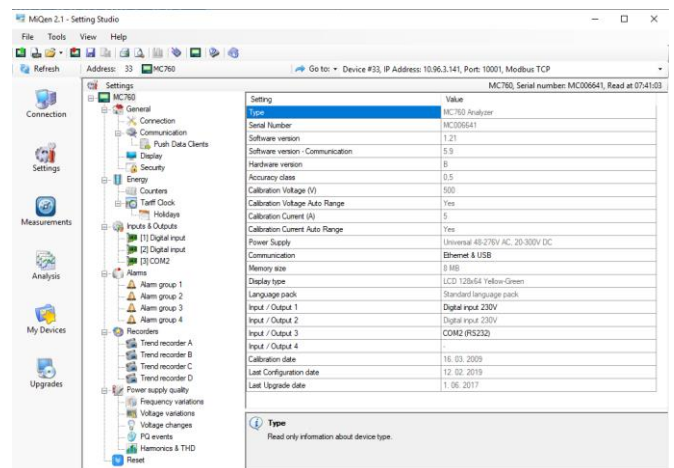 MiQen 2.1 - Setting Studio
File Tools View Help
Refresh Address: 33 MC760 Go to: Device #33, IP Address: 10.96.3.141, Port: 10001, Modbus TCP
Settings MC760, Serial number: MC006641, Read at 07:41:03
Connection
Settings
Measurements
Analysis
My Devices
Upgrades
MC760
General
Connection
Communication
Push Data Clients
Display
Security
Energy
Counters
Tariff Clock
Holidays
Inputs & Outputs
[1] Digital input
[2] Digital input
[3] COM2
Alarms
Alarm group 1
Alarm group 2
Alarm group 3
Alarm group 4
Recorders
Trend recorder A
Trend recorder B
Trend recorder C
Trend recorder D
Power supply quality
Frequency variations
Voltage variations
Voltage changes
PQ events
Harmonics & THD
Reset
Setting Value
Type MC760 Analyzer
Serial Number MC006641
Software version 1.21
Software version - Communication 5.9
Hardware version B
Accuracy class 0,5
Calibration Voltage (V) 500
Calibration Voltage Auto Range Yes
Calibration Current (A) 5
Calibration Current Auto Range Yes
Power Supply Universal 48-276V AC, 20-300V DC
Communication Ethernet & USB
Memory size 8 MB
Display type LCD 128x64 Yellow-Green
Language pack Standard language pack
Input / Output 1 Digital input 230V
Input / Output 2 Digital input 230V
Input / Output 3 COM2 (RS232)
Input / Output 4 -
Calibration date 16. 03. 2009
Last Configuration date 12. 02. 2019
Last Upgrade date 1. 06. 2017
Type
Read only information about device type.